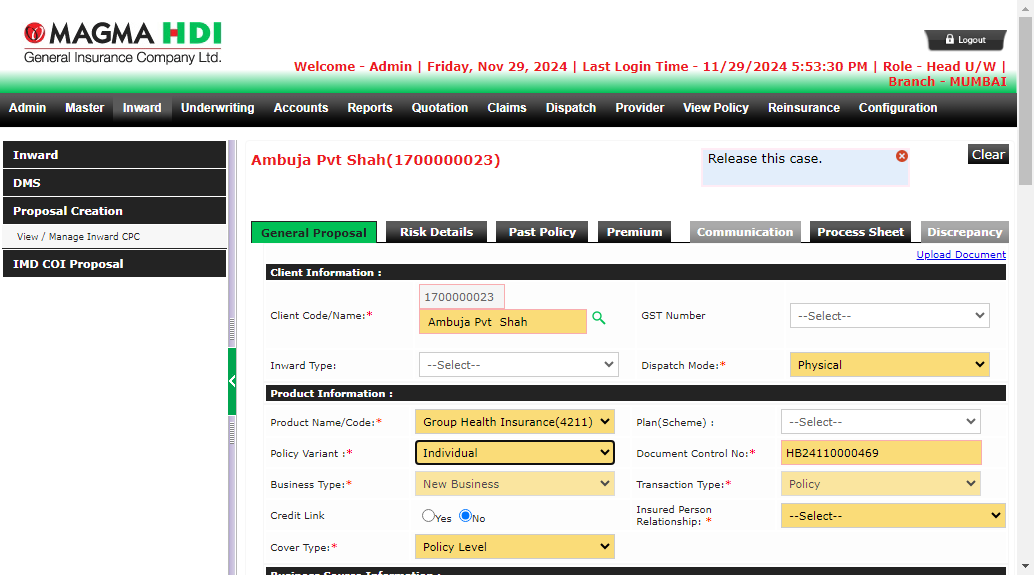 MAGMA HDI
General Insurance Company Ltd.
Logout
Welcome - Admin | Friday, Nov 29, 2024 | Last Login Time - 11/29/2024 5:53:30 PM | Role - Head U/W |
Branch - MUMBAI
Admin Master Inward Underwriting Accounts Reports Quotation Claims Dispatch Provider View Policy Reinsurance Configuration
Inward
DMS
Proposal Creation
View / Manage Inward CPC
IMD COI Proposal
Ambuja Pvt Shah(1700000023)
Release this case.
Clear
General Proposal Risk Details Past Policy Premium Communication Process Sheet Discrepancy
Upload Document
Client Information :
Client Code/Name:*
1700000023
Ambuja Pvt Shah
GST Number
--Select--
Inward Type:
--Select--
Dispatch Mode:*
Physical
Product Information :
Product Name/Code:*
Group Health Insurance(4211)
Plan(Scheme) :
--Select--
Policy Variant :*
Individual
Document Control No:*
HB24110000469
Business Type:*
New Business
Transaction Type:*
Policy
Credit Link
Yes No
Insured Person
Relationship: *
--Select--
Cover Type:*
Policy Level
Business Source Information :